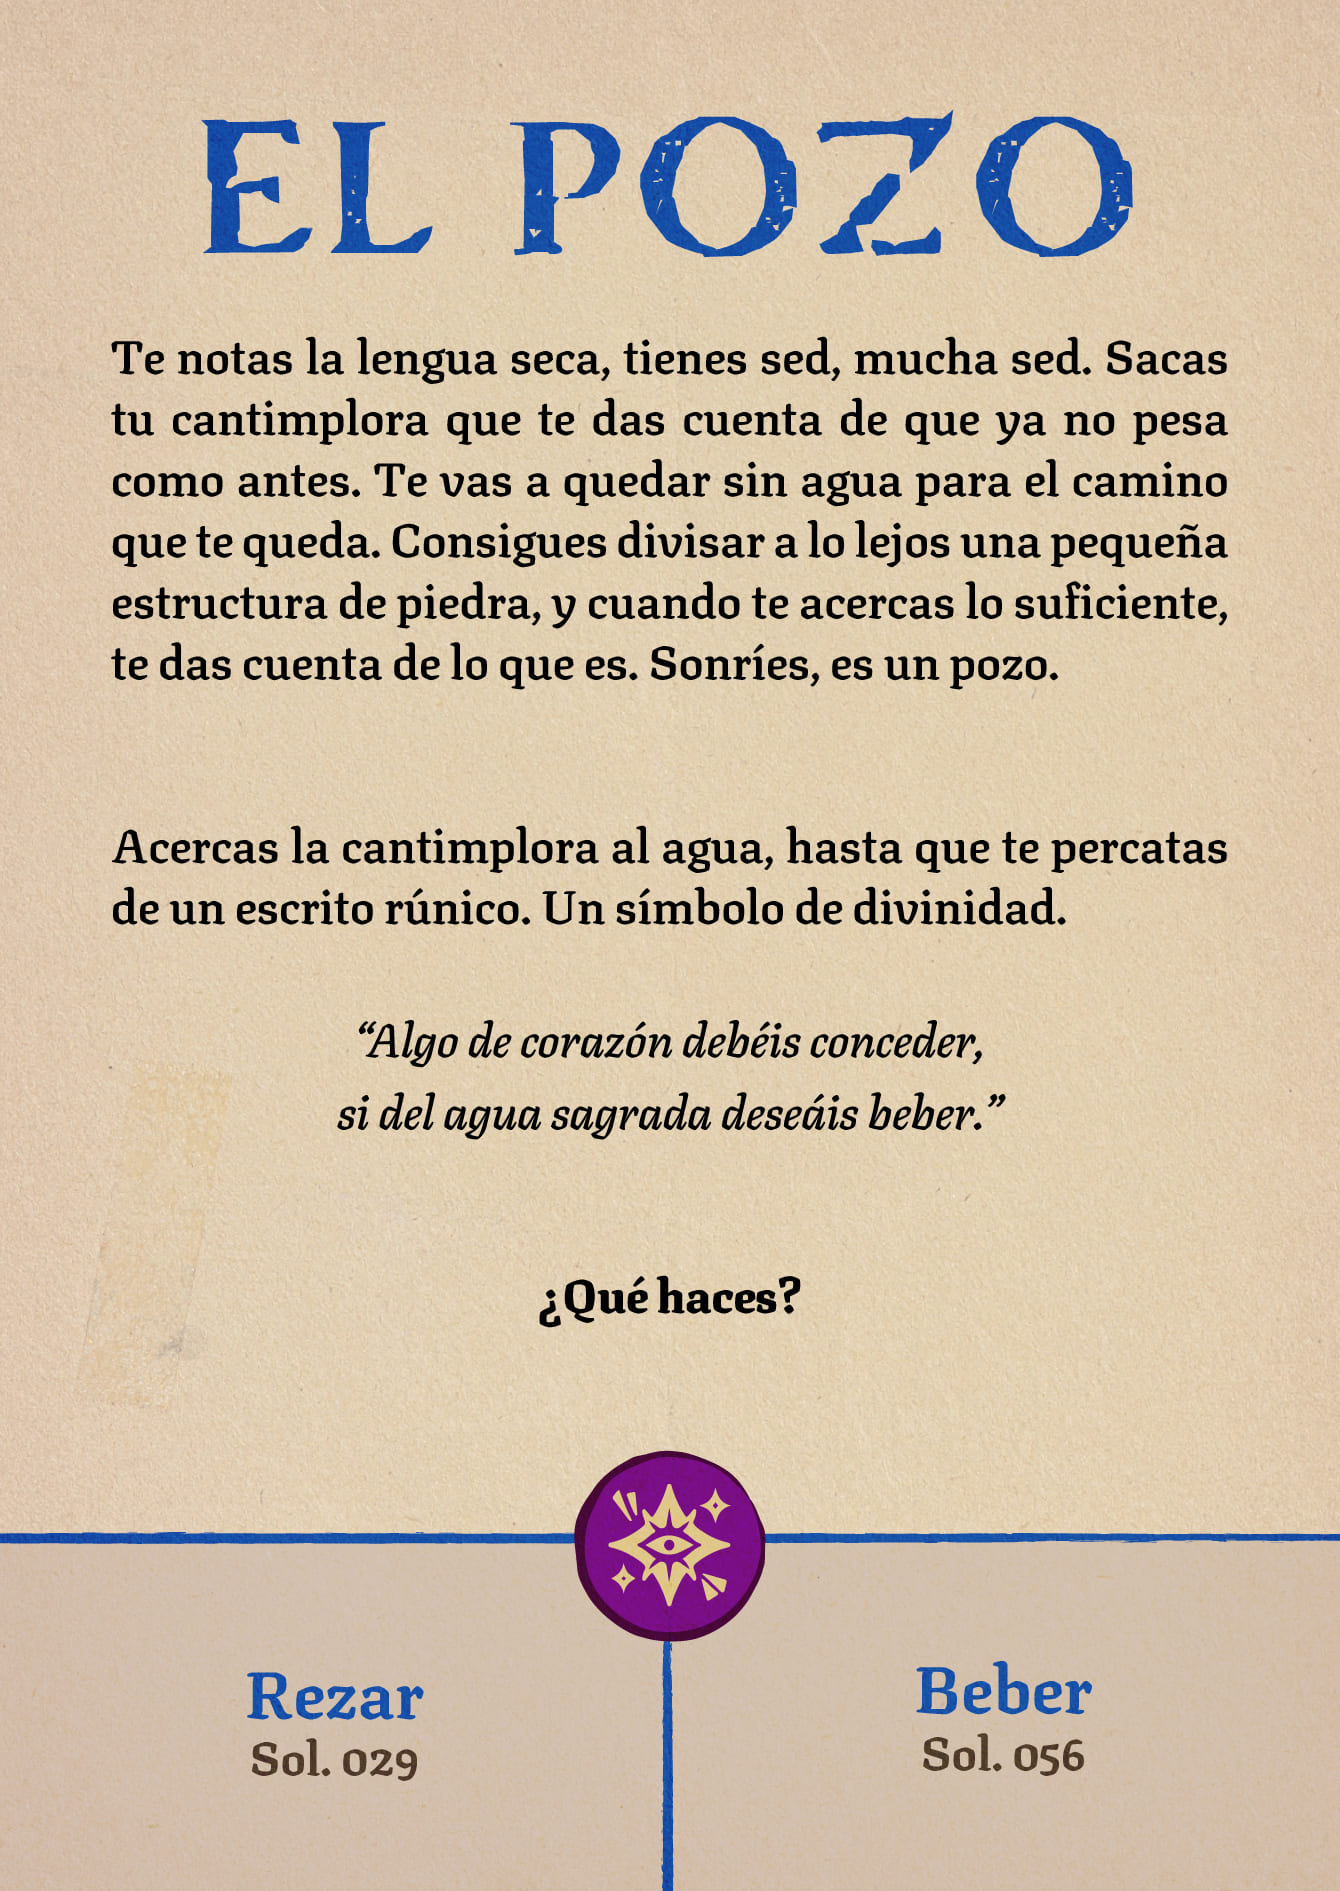 EL POZO
Te notas la lengua seca, tienes sed, mucha sed. Sacas
tu cantimplora que te das cuenta de que ya no pesa
como antes. Te vas a quedar sin agua para el camino
que te queda. Consigues divisar a lo lejos una pequeña
estructura de piedra, y cuando te acercas lo suficiente,
te das cuenta de lo que es. Sonríes, es un pozo.
Acercas la cantimplora al agua, hasta que te percatas
de un escrito rúnico. Un símbolo de divinidad.
“Algo de corazón debéis conceder,
si del agua sagrada deseáis beber.”
¿Qué haces?
Rezar
Sol. 029
Beber
Sol. 056